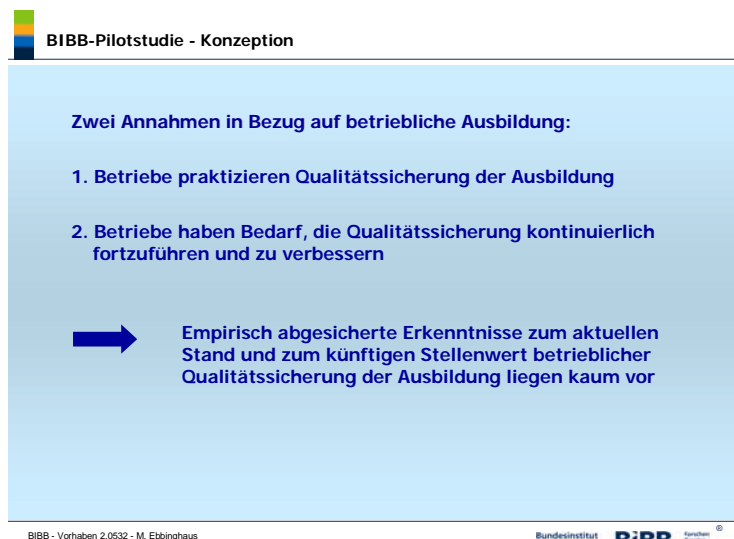 BIBB-Pilotstudie - Konzeption
Zwei Annahmen in Bezug auf betriebliche Ausbildung:
1. Betriebe praktizieren Qualitätssicherung der Ausbildung
2. Betriebe haben Bedarf, die Qualitätssicherung kontinuierlich
fortzuführen und zu verbessern
Empirisch abgesicherte Erkenntnisse zum aktuellen
Stand und zum künftigen Stellenwert betrieblicher
Qualitätssicherung der Ausbildung liegen kaum vor
BIBB - Vorhaben 2.0532 - M. Ebbinghaus
Bundesinstitut BiBB Forschen ®